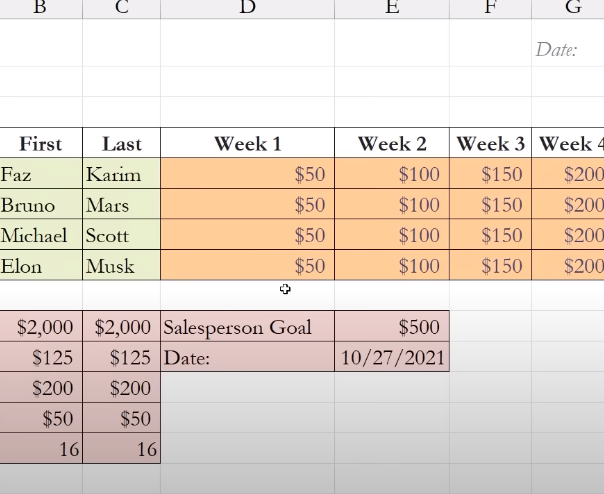 B C D E F G
Date:
First Last Week 1 Week 2 Week 3 Week 4
Faz Karim $50 $100 $150 $200
Bruno Mars $50 $100 $150 $200
Michael Scott $50 $100 $150 $200
Elon Musk $50 $100 $150 $200
$2,000 $2,000 Salesperson Goal $500
$125 $125 Date: 10/27/2021
$200 $200
$50 $50
16 16